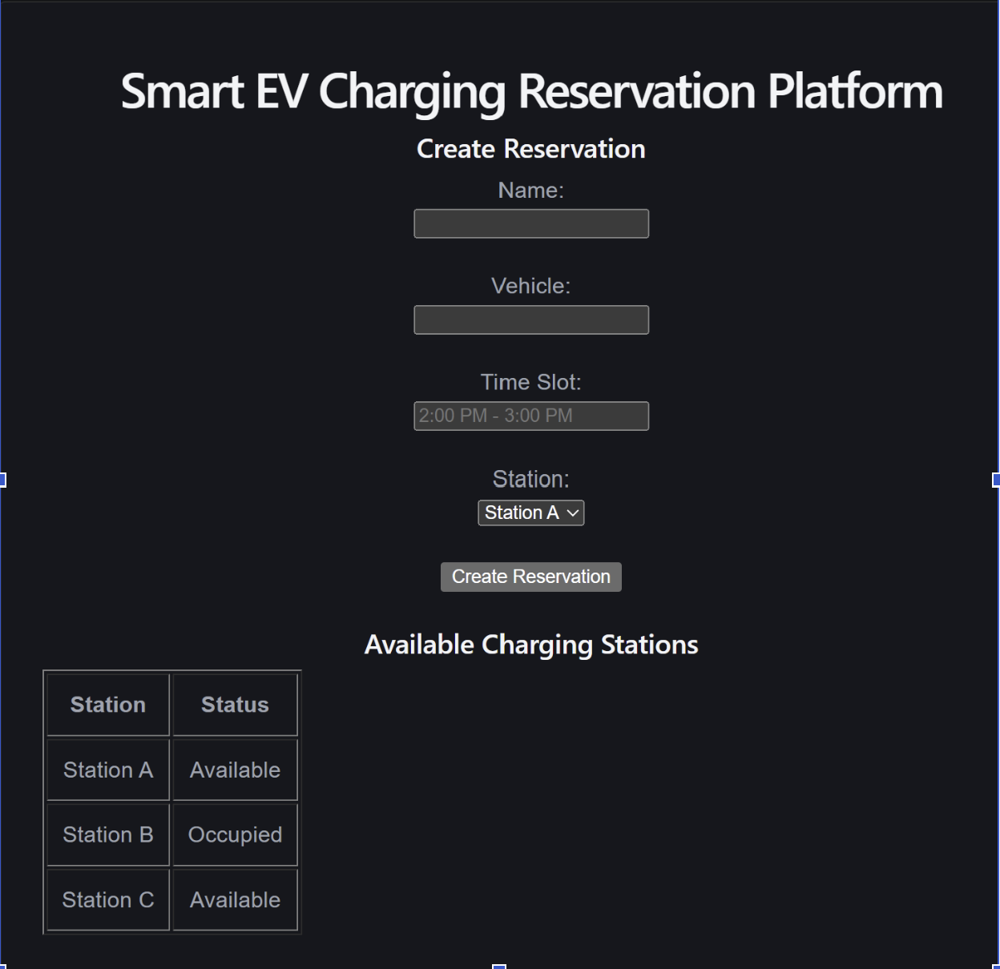 Smart EV Charging Reservation Platform
Create Reservation
Name:
Vehicle:
Time Slot:
2:00 PM - 3:00 PM
Station:
Station A
Create Reservation
Available Charging Stations
Station Status
Station A Available
Station B Occupied
Station C Available